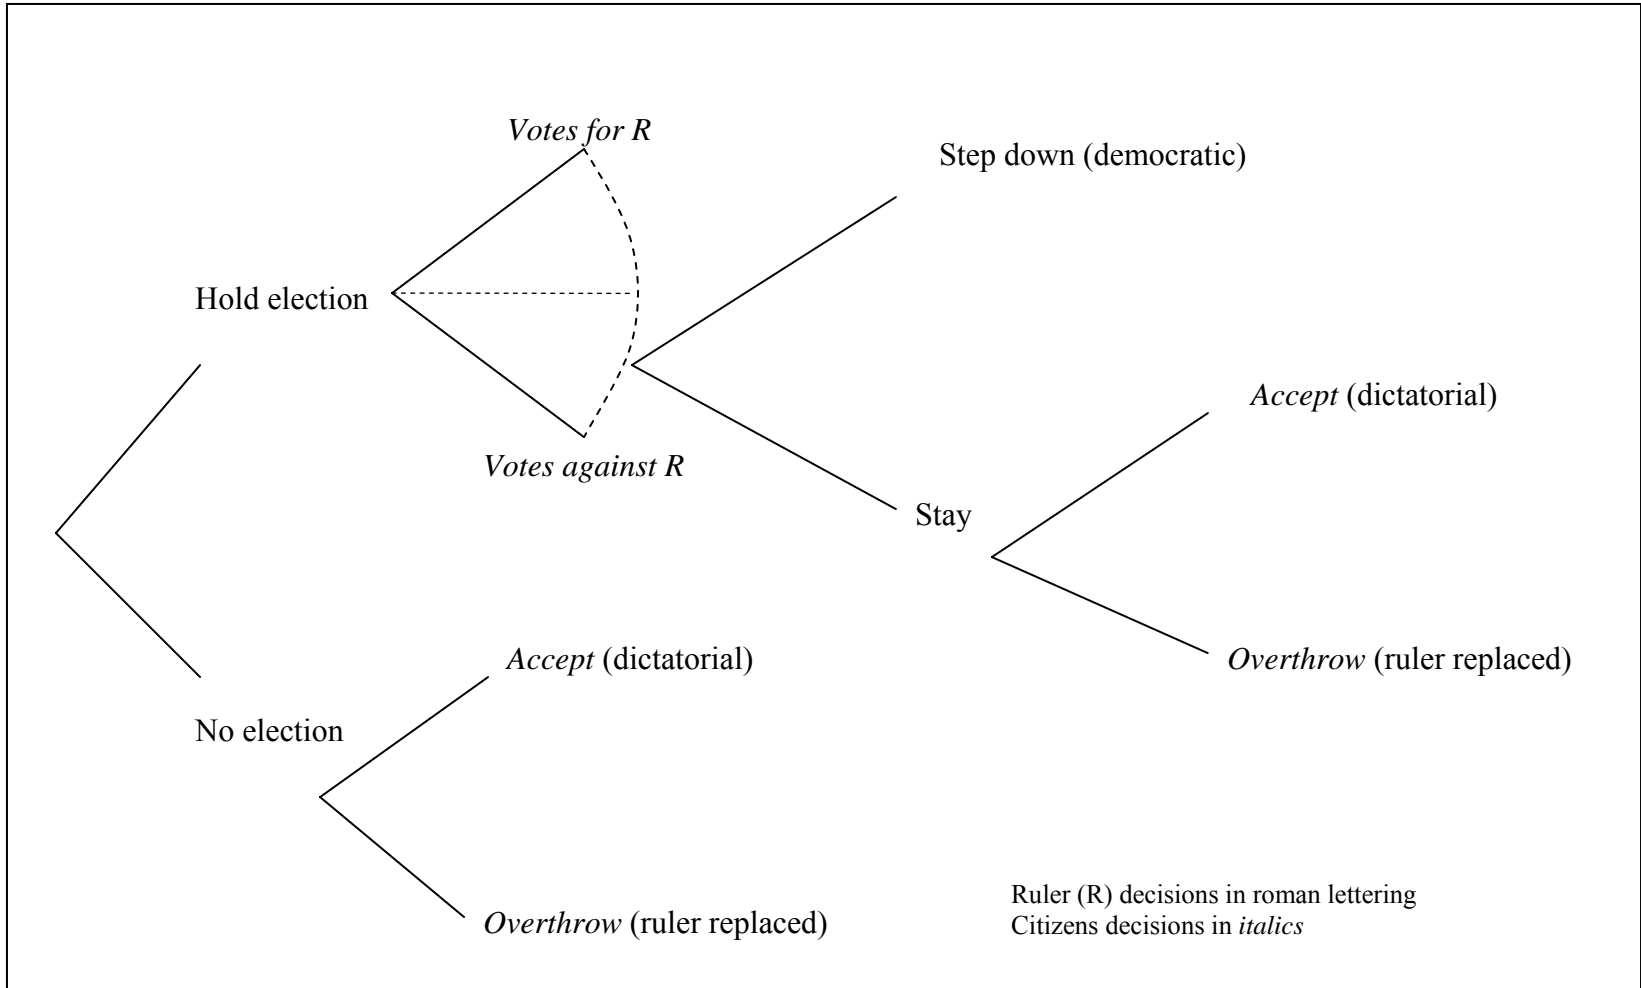 Votes for R
Step down (democratic)
Hold election
Accept (dictatorial)
Votes against R
Stay
Accept (dictatorial)
Overthrow (ruler replaced)
No election
Overthrow (ruler replaced)
Ruler (R) decisions in roman lettering
Citizens decisions in italics